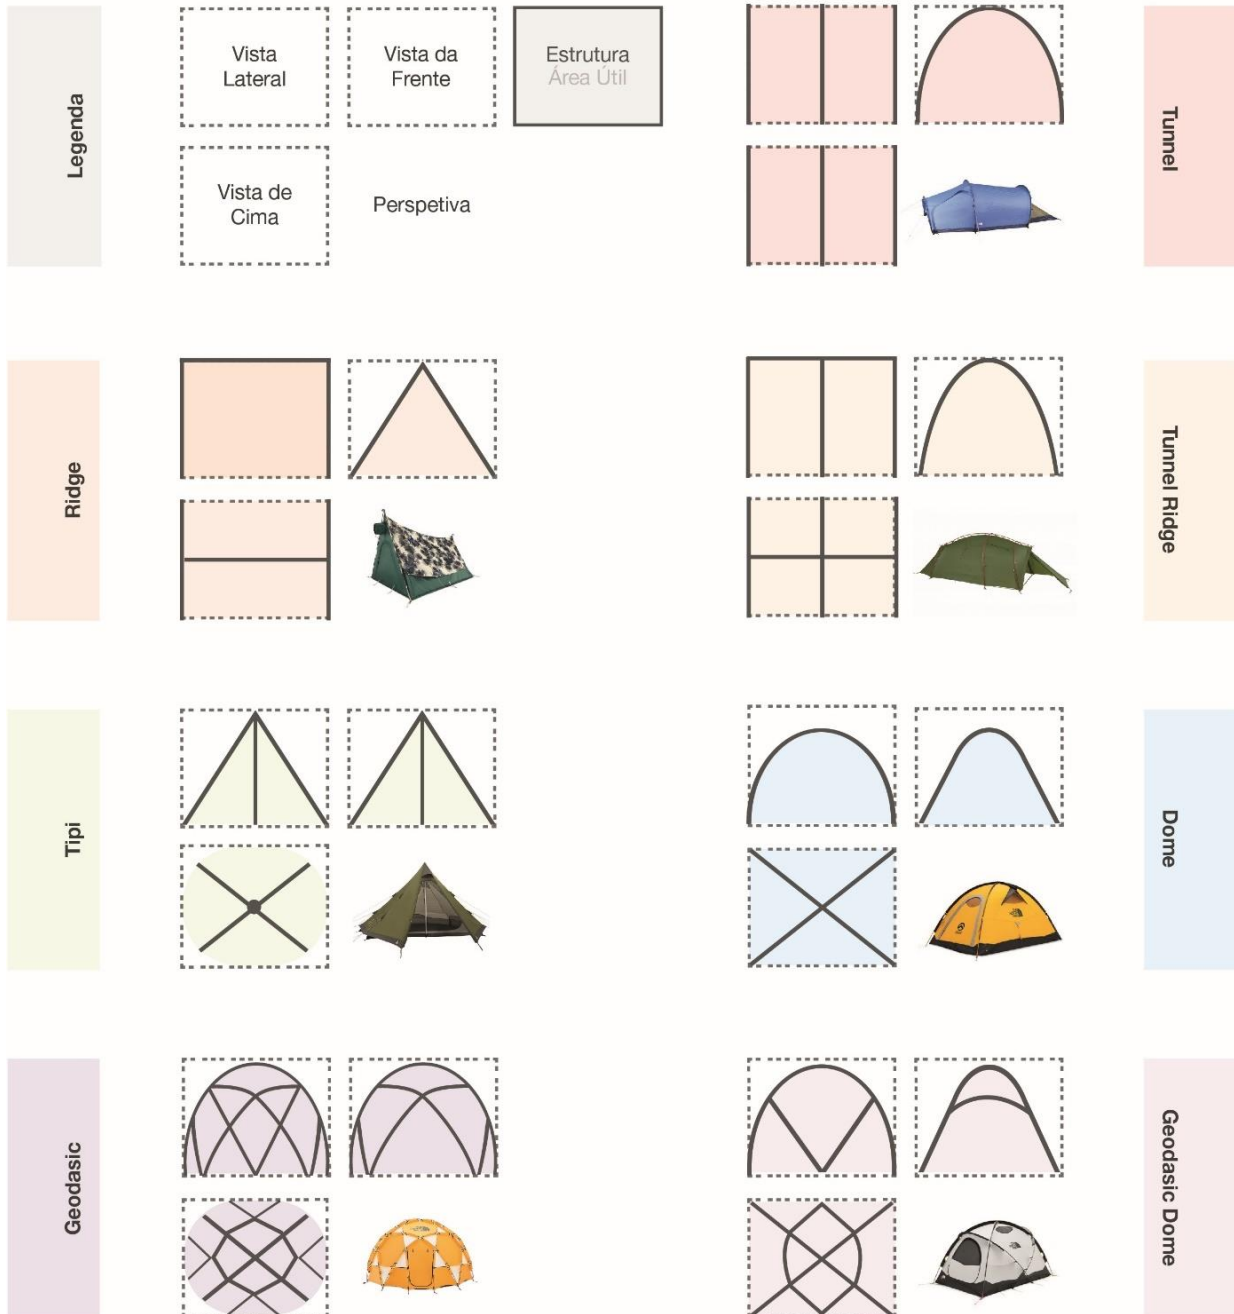 Legenda
Vista
Lateral
Vista da
Frente
Estrutura
Área Útil
Vista de
Cima
Perspetiva
Tunnel
Ridge
Tunnel Ridge
Tipi
Dome
Geodasic
Geodasic Dome